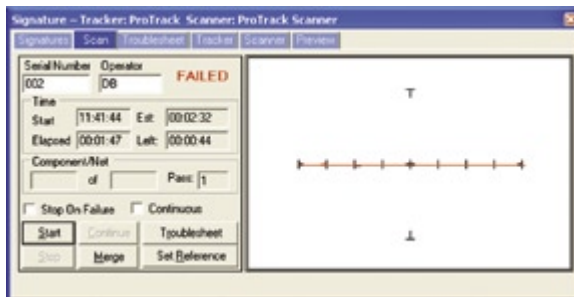 Signature - Tracker: ProTrack Scanner: ProTrack Scanner
Signatures Scan Troublesheet Tracker Scanner Preview
Serial Number Operator
002 DB FAILED
Time
Start 11:41:44 Est: 00:02:32
Elapsed 00:01:47 Left: 00:00:44
Component/Net
of Pass: 1
Stop On Failure Continuous
Start Continue Troublesheet
Stop Merge Set Reference